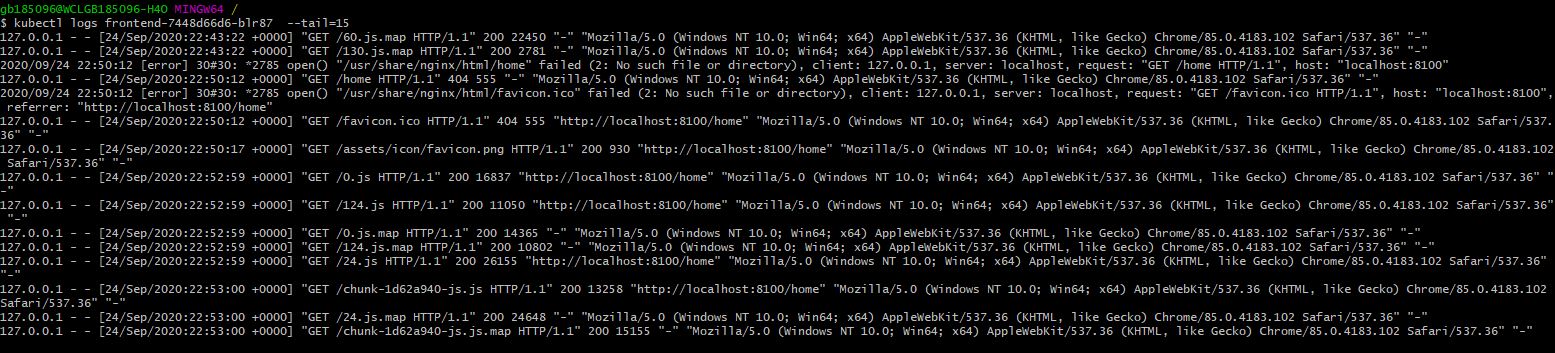 gb185096@WCLGB185096-H4O MINGW64 /
$ kubectl logs frontend-7448d66d6-blr87  --tail=15
127.0.0.1 - - [24/Sep/2020:22:43:22 +0000] "GET /60.js.map HTTP/1.1" 200 22450 "-" "Mozilla/5.0 (Windows NT 10.0; Win64; x64) AppleWebKit/537.36 (KHTML, like Gecko) Chrome/85.0.4183.102 Safari/537.36" "-"
127.0.0.1 - - [24/Sep/2020:22:43:22 +0000] "GET /130.js.map HTTP/1.1" 200 2781 "-" "Mozilla/5.0 (Windows NT 10.0; Win64; x64) AppleWebKit/537.36 (KHTML, like Gecko) Chrome/85.0.4183.102 Safari/537.36" "-"
2020/09/24 22:50:12 [error] 30#30: *2785 open() "/usr/share/nginx/html/home" failed (2: No such file or directory), client: 127.0.0.1, server: localhost, request: "GET /home HTTP/1.1", host: "localhost:8100"
127.0.0.1 - - [24/Sep/2020:22:50:12 +0000] "GET /home HTTP/1.1" 404 555 "-" "Mozilla/5.0 (Windows NT 10.0; Win64; x64) AppleWebKit/537.36 (KHTML, like Gecko) Chrome/85.0.4183.102 Safari/537.36" "-"
2020/09/24 22:50:12 [error] 30#30: *2785 open() "/usr/share/nginx/html/favicon.ico" failed (2: No such file or directory), client: 127.0.0.1, server: localhost, request: "GET /favicon.ico HTTP/1.1", host: "localhost:8100",
 referrer: "http://localhost:8100/home"
127.0.0.1 - - [24/Sep/2020:22:50:12 +0000] "GET /favicon.ico HTTP/1.1" 404 555 "http://localhost:8100/home" "Mozilla/5.0 (Windows NT 10.0; Win64; x64) AppleWebKit/537.36 (KHTML, like Gecko) Chrome/85.0.4183.102 Safari/537.
36" "-"
127.0.0.1 - - [24/Sep/2020:22:50:17 +0000] "GET /assets/icon/favicon.png HTTP/1.1" 200 930 "http://localhost:8100/home" "Mozilla/5.0 (Windows NT 10.0; Win64; x64) AppleWebKit/537.36 (KHTML, like Gecko) Chrome/85.0.4183.102
 Safari/537.36" "-"
127.0.0.1 - - [24/Sep/2020:22:52:59 +0000] "GET /0.js HTTP/1.1" 200 16837 "http://localhost:8100/home" "Mozilla/5.0 (Windows NT 10.0; Win64; x64) AppleWebKit/537.36 (KHTML, like Gecko) Chrome/85.0.4183.102 Safari/537.36" "
-"
127.0.0.1 - - [24/Sep/2020:22:52:59 +0000] "GET /124.js HTTP/1.1" 200 11050 "http://localhost:8100/home" "Mozilla/5.0 (Windows NT 10.0; Win64; x64) AppleWebKit/537.36 (KHTML, like Gecko) Chrome/85.0.4183.102 Safari/537.36"
 "-"
127.0.0.1 - - [24/Sep/2020:22:52:59 +0000] "GET /0.js.map HTTP/1.1" 200 14365 "-" "Mozilla/5.0 (Windows NT 10.0; Win64; x64) AppleWebKit/537.36 (KHTML, like Gecko) Chrome/85.0.4183.102 Safari/537.36" "-"
127.0.0.1 - - [24/Sep/2020:22:52:59 +0000] "GET /124.js.map HTTP/1.1" 200 10802 "-" "Mozilla/5.0 (Windows NT 10.0; Win64; x64) AppleWebKit/537.36 (KHTML, like Gecko) Chrome/85.0.4183.102 Safari/537.36" "-"
127.0.0.1 - - [24/Sep/2020:22:52:59 +0000] "GET /24.js HTTP/1.1" 200 26155 "http://localhost:8100/home" "Mozilla/5.0 (Windows NT 10.0; Win64; x64) AppleWebKit/537.36 (KHTML, like Gecko) Chrome/85.0.4183.102 Safari/537.36"
"-"
127.0.0.1 - - [24/Sep/2020:22:53:00 +0000] "GET /chunk-1d62a940-js.js HTTP/1.1" 200 13258 "http://localhost:8100/home" "Mozilla/5.0 (Windows NT 10.0; Win64; x64) AppleWebKit/537.36 (KHTML, like Gecko) Chrome/85.0.4183.102
Safari/537.36" "-"
127.0.0.1 - - [24/Sep/2020:22:53:00 +0000] "GET /24.js.map HTTP/1.1" 200 24648 "-" "Mozilla/5.0 (Windows NT 10.0; Win64; x64) AppleWebKit/537.36 (KHTML, like Gecko) Chrome/85.0.4183.102 Safari/537.36" "-"
127.0.0.1 - - [24/Sep/2020:22:53:00 +0000] "GET /chunk-1d62a940-js.js.map HTTP/1.1" 200 15155 "-" "Mozilla/5.0 (Windows NT 10.0; Win64; x64) AppleWebKit/537.36 (KHTML, like Gecko) Chrome/85.0.4183.102 Safari/537.36" "-"